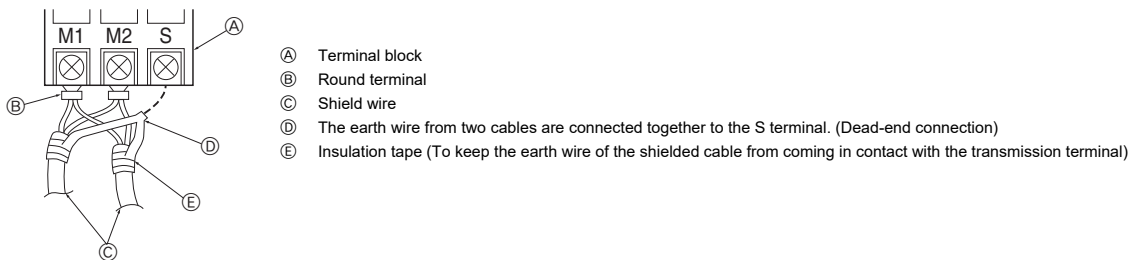 M1 M2 S
Ⓐ
Ⓑ
Ⓓ
Ⓔ
Ⓒ
Ⓐ Terminal block
Ⓑ Round terminal
Ⓒ Shield wire
Ⓓ The earth wire from two cables are connected together to the S terminal. (Dead-end connection)
Ⓔ Insulation tape (To keep the earth wire of the shielded cable from coming in contact with the transmission terminal)